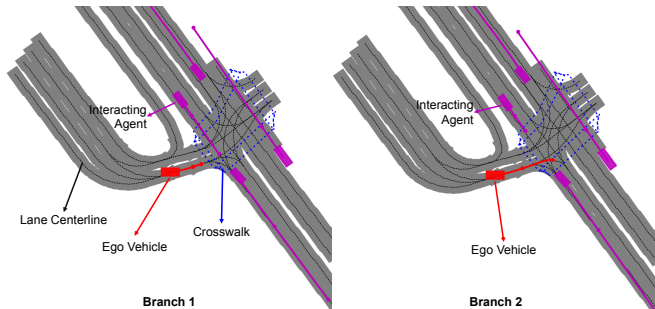 Interacting
Agent
Lane Centerline
Ego Vehicle
Crosswalk
Branch 1
Interacting
Agent
Ego Vehicle
Branch 2